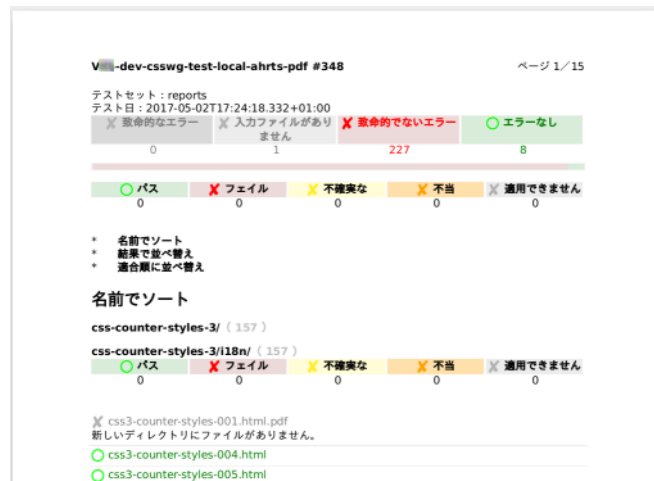 -dev-csswg-test-local-ahrts-pdf #348 ページ 1／15
テストセット：reports
テスト日：2017-05-02T17:24:18.332+01:00
✘ 致命的なエラー ✘ 入力ファイルがあり ✘ 致命的でないエラー ◯ エラーなし
ません
0 1 227 8
◯ パス ✘ フェイル ✘ 不確実な ✘ 不当 ✘ 適用できません
0 0 0 0 0
* 名前でソート
* 結果で並べ替え
* 適合順に並べ替え
名前でソート
css-counter-styles-3/（ 157 ）
css-counter-styles-3/i18n/（ 157 ）
◯ パス ✘ フェイル ✘ 不確実な ✘ 不当 ✘ 適用できません
0 0 0 0 0
✘ css3-counter-styles-001.html.pdf
新しいディレクトリにファイルがありません。
◯ css3-counter-styles-004.html
◯ css3-counter-styles-005.html